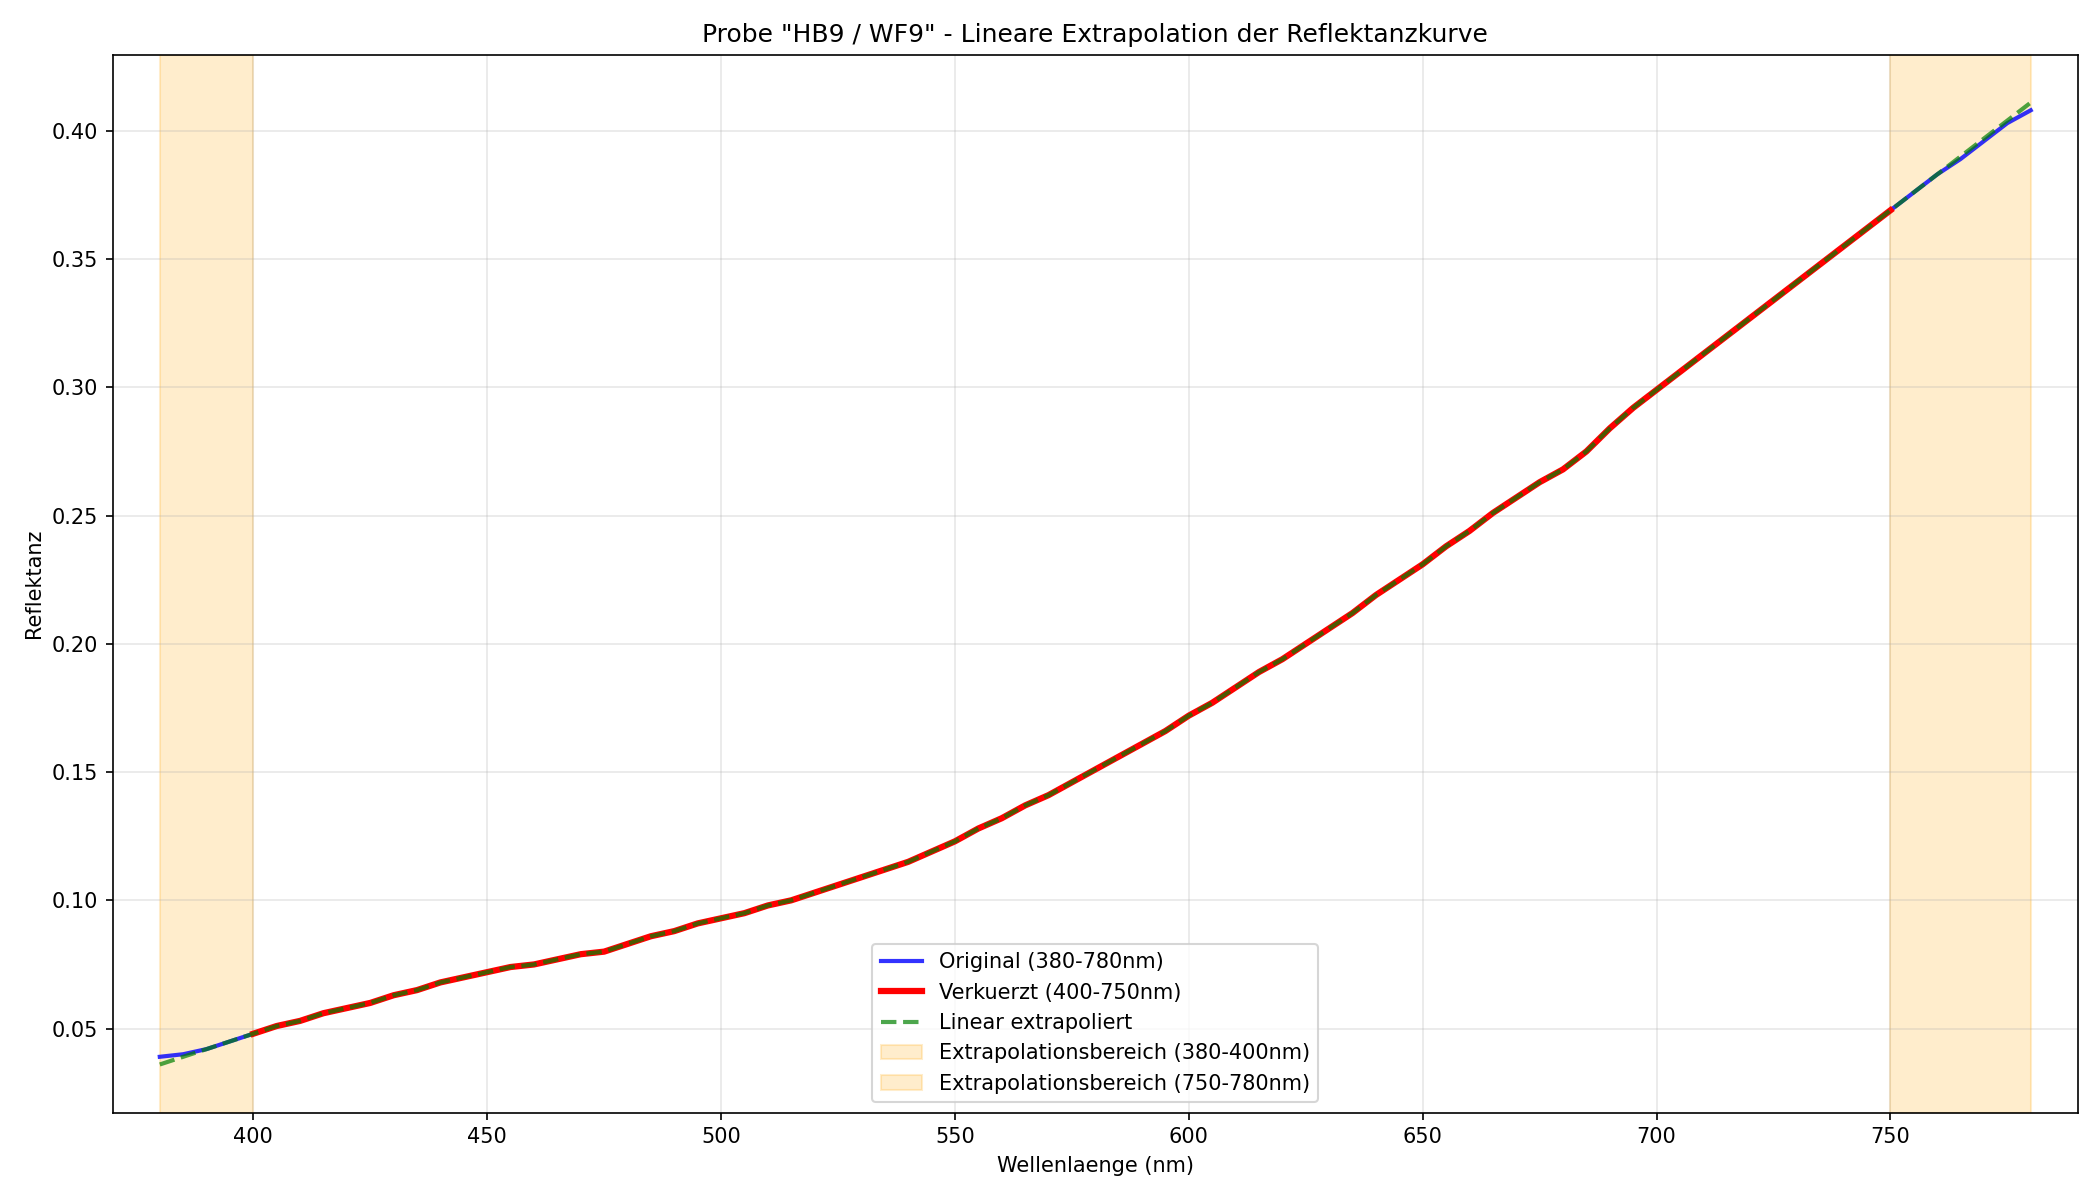 Probe "HB9 / WF9" - Lineare Extrapolation der Reflektanzkurve
Reflektanz
0.40
0.35
0.30
0.25
0.20
0.15
0.10
0.05
Original (380-780nm)
Verkuerzt (400-750nm)
Linear extrapoliert
Extrapolationsbereich (380-400nm)
Extrapolationsbereich (750-780nm)
400 450 500 550 600 650 700 750
Wellenlaenge (nm)